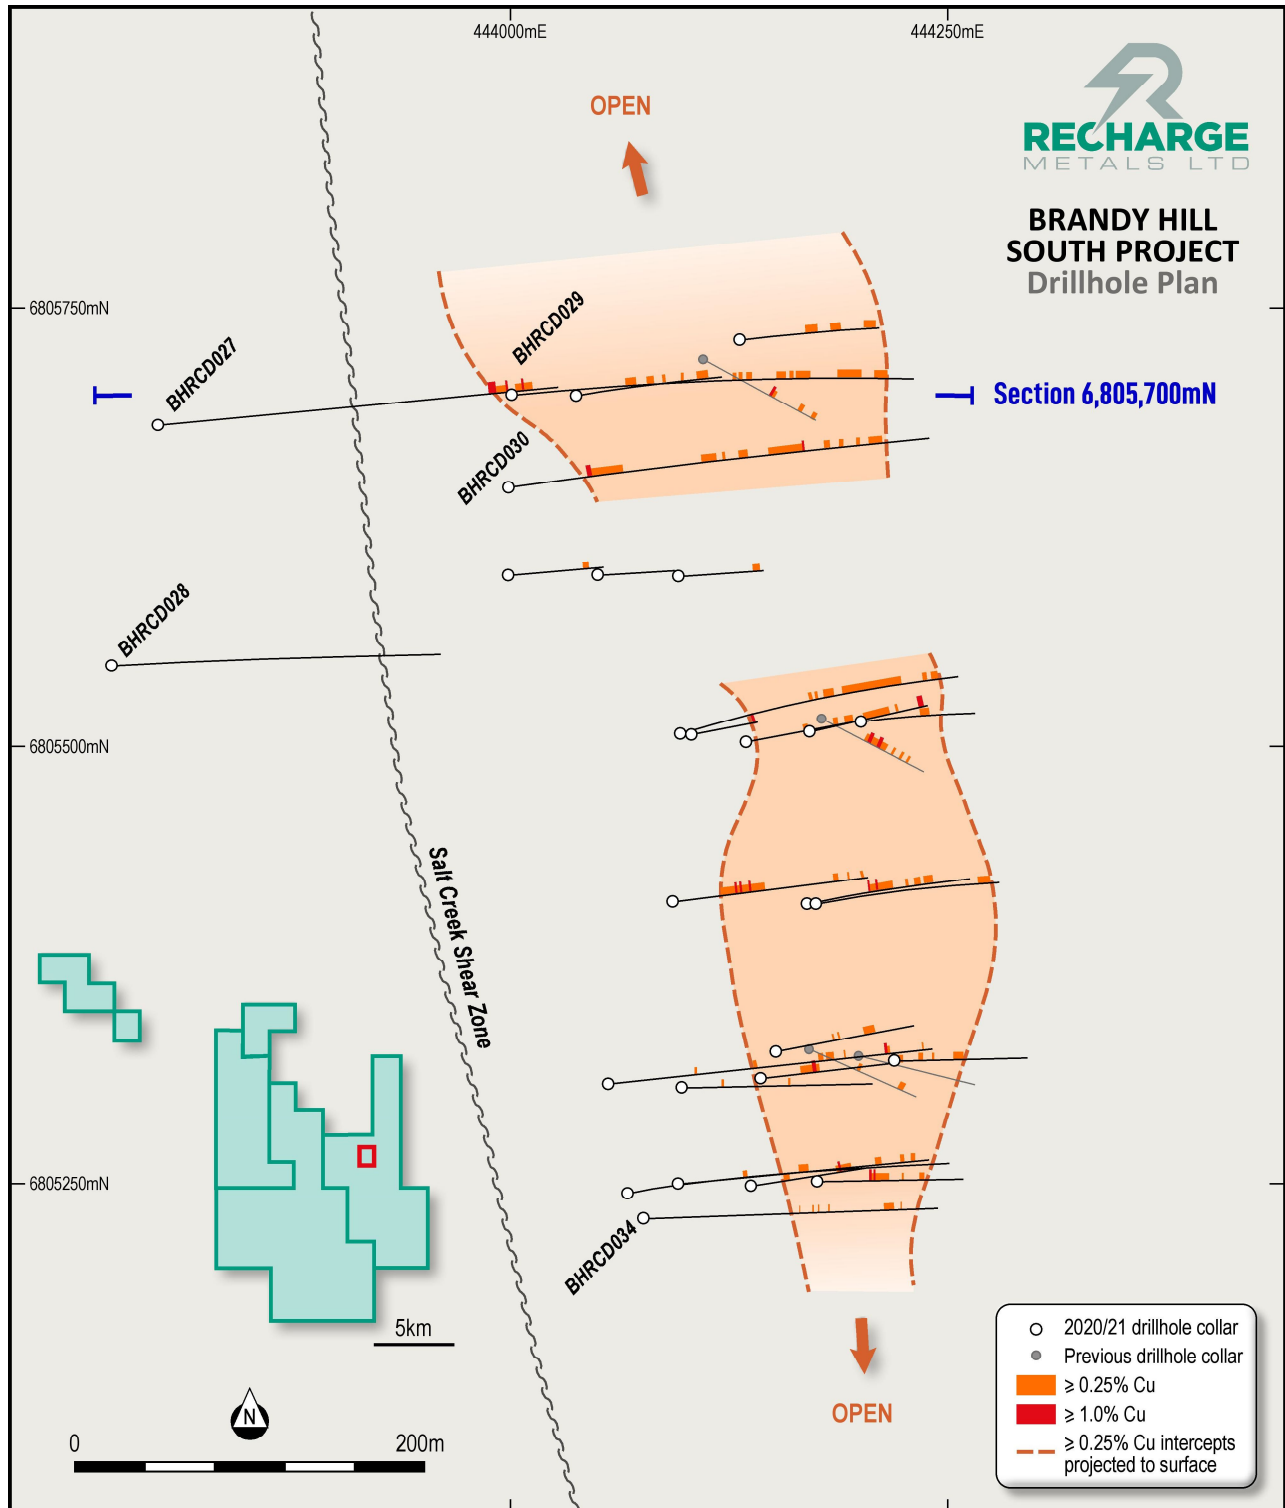 444000mE
444250mE
OPEN
RECHARGE
METALS LTD
BRANDY HILL
SOUTH PROJECT
Drillhole Plan
6805750mN
BHRCD029
BHRCD027
Section 6,805,700mN
BHRCD030
BHRCD028
6805500mN
Salt Creek Shear Zone
6805250mN
BHRCD034
5km
N
0
200m
OPEN
2020/21 drillhole collar
Previous drillhole collar
⩾ 0.25% Cu
⩾ 1.0% Cu
⩾ 0.25% Cu intercepts
projected to surface